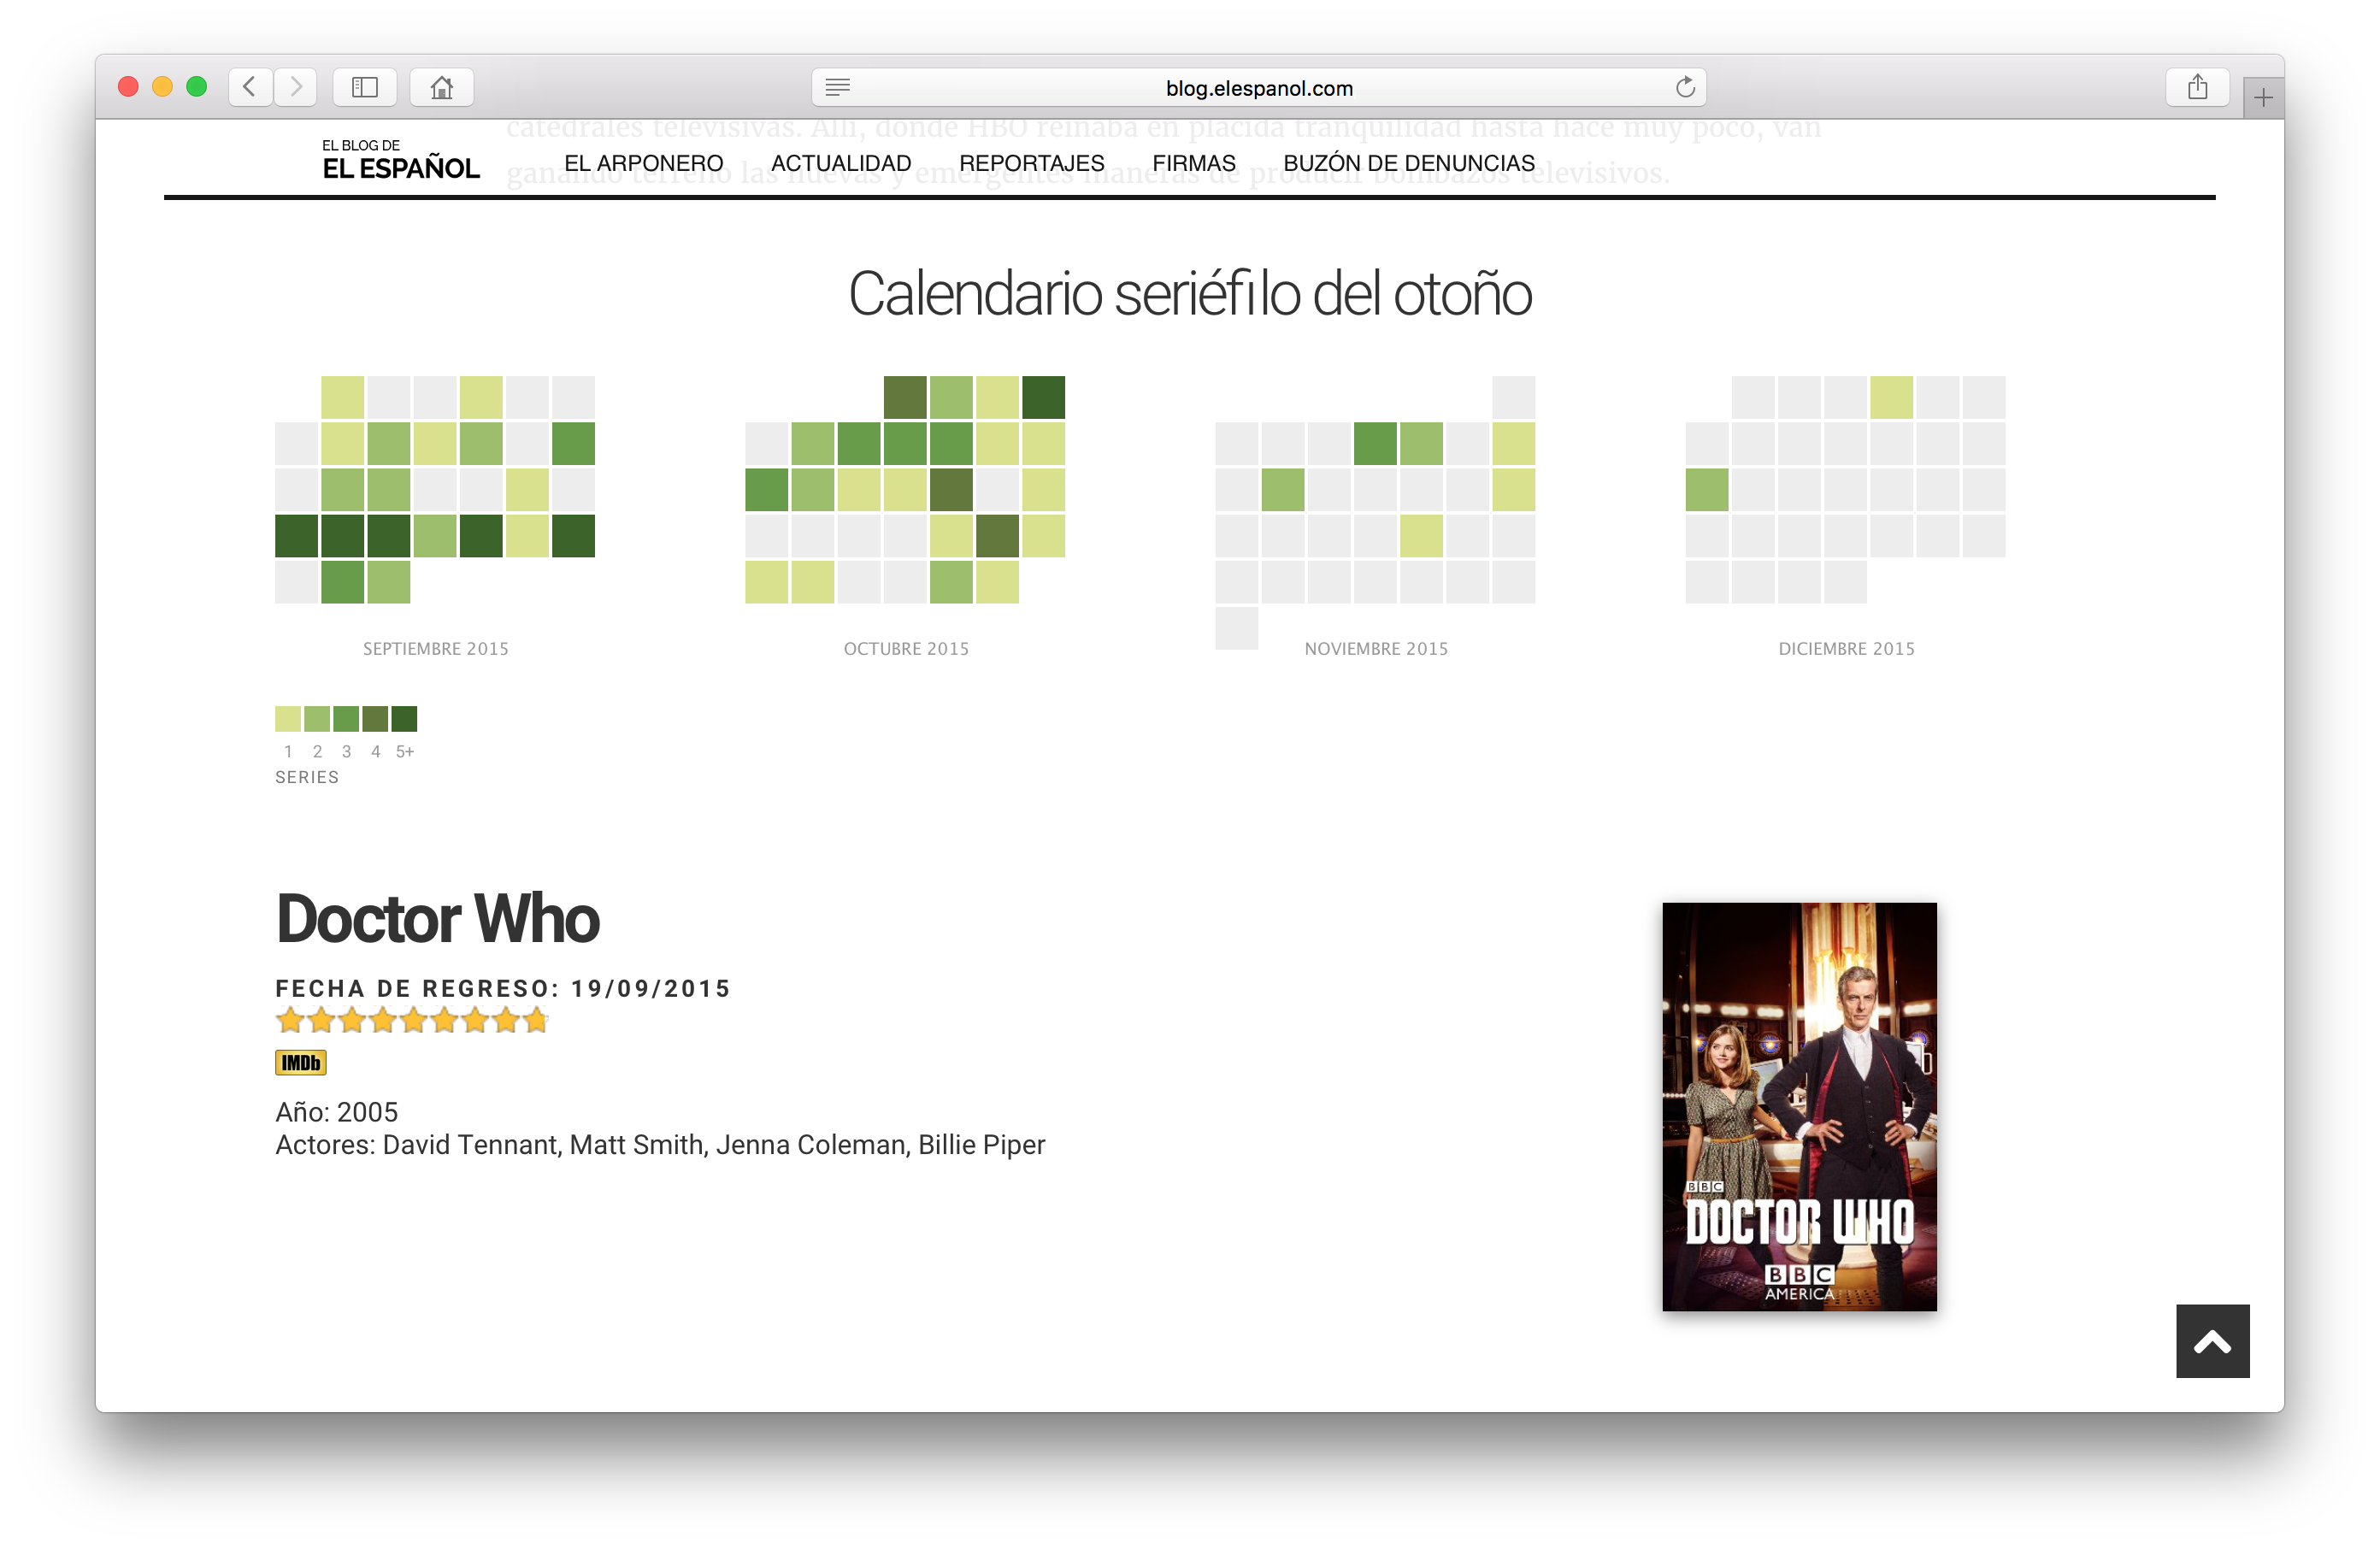 blog.elespanol.com
catedrales televisivas. Allí, donde HBO reinaba en plácida tranquilidad hasta hace muy poco, van
EL BLOG DE
EL ESPAÑOL
EL ARPONERO
ACTUALIDAD
REPORTAJES
FIRMAS
BUZÓN DE DENUNCIAS
ganando terreno las nuevas y emergentes maneras de producir bombazos televisivos.
Calendario seriéfilo del otoño
SEPTIEMBRE 2015
OCTUBRE 2015
NOVIEMBRE 2015
DICIEMBRE 2015
1 2 3 4 5+
SERIES
Doctor Who
FECHA DE REGRESO: 19/09/2015
IMDb
Año: 2005
Actores: David Tennant, Matt Smith, Jenna Coleman, Billie Piper
BBC
DOCTOR WHO
BBC
AMERICA